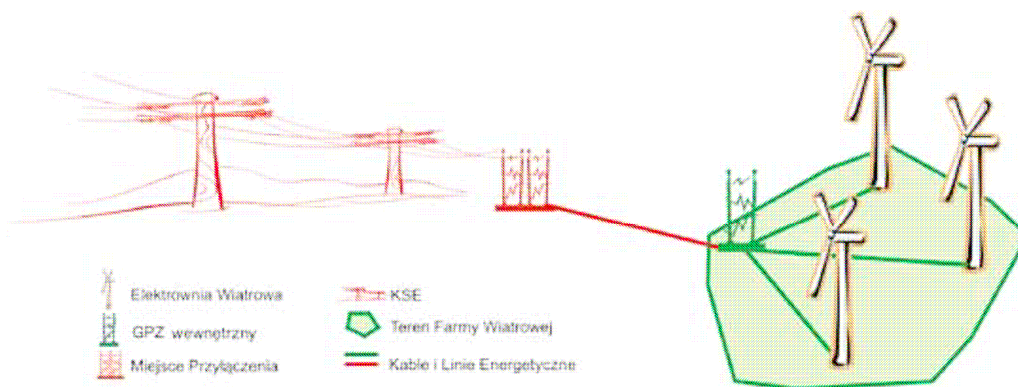 Elektrownia Wiatrowa
GPZ wewnętrzny
Miejsce Przyłączenia
KSE
Teren Farmy Wiatrowej
Kable i Linie Energetyczne